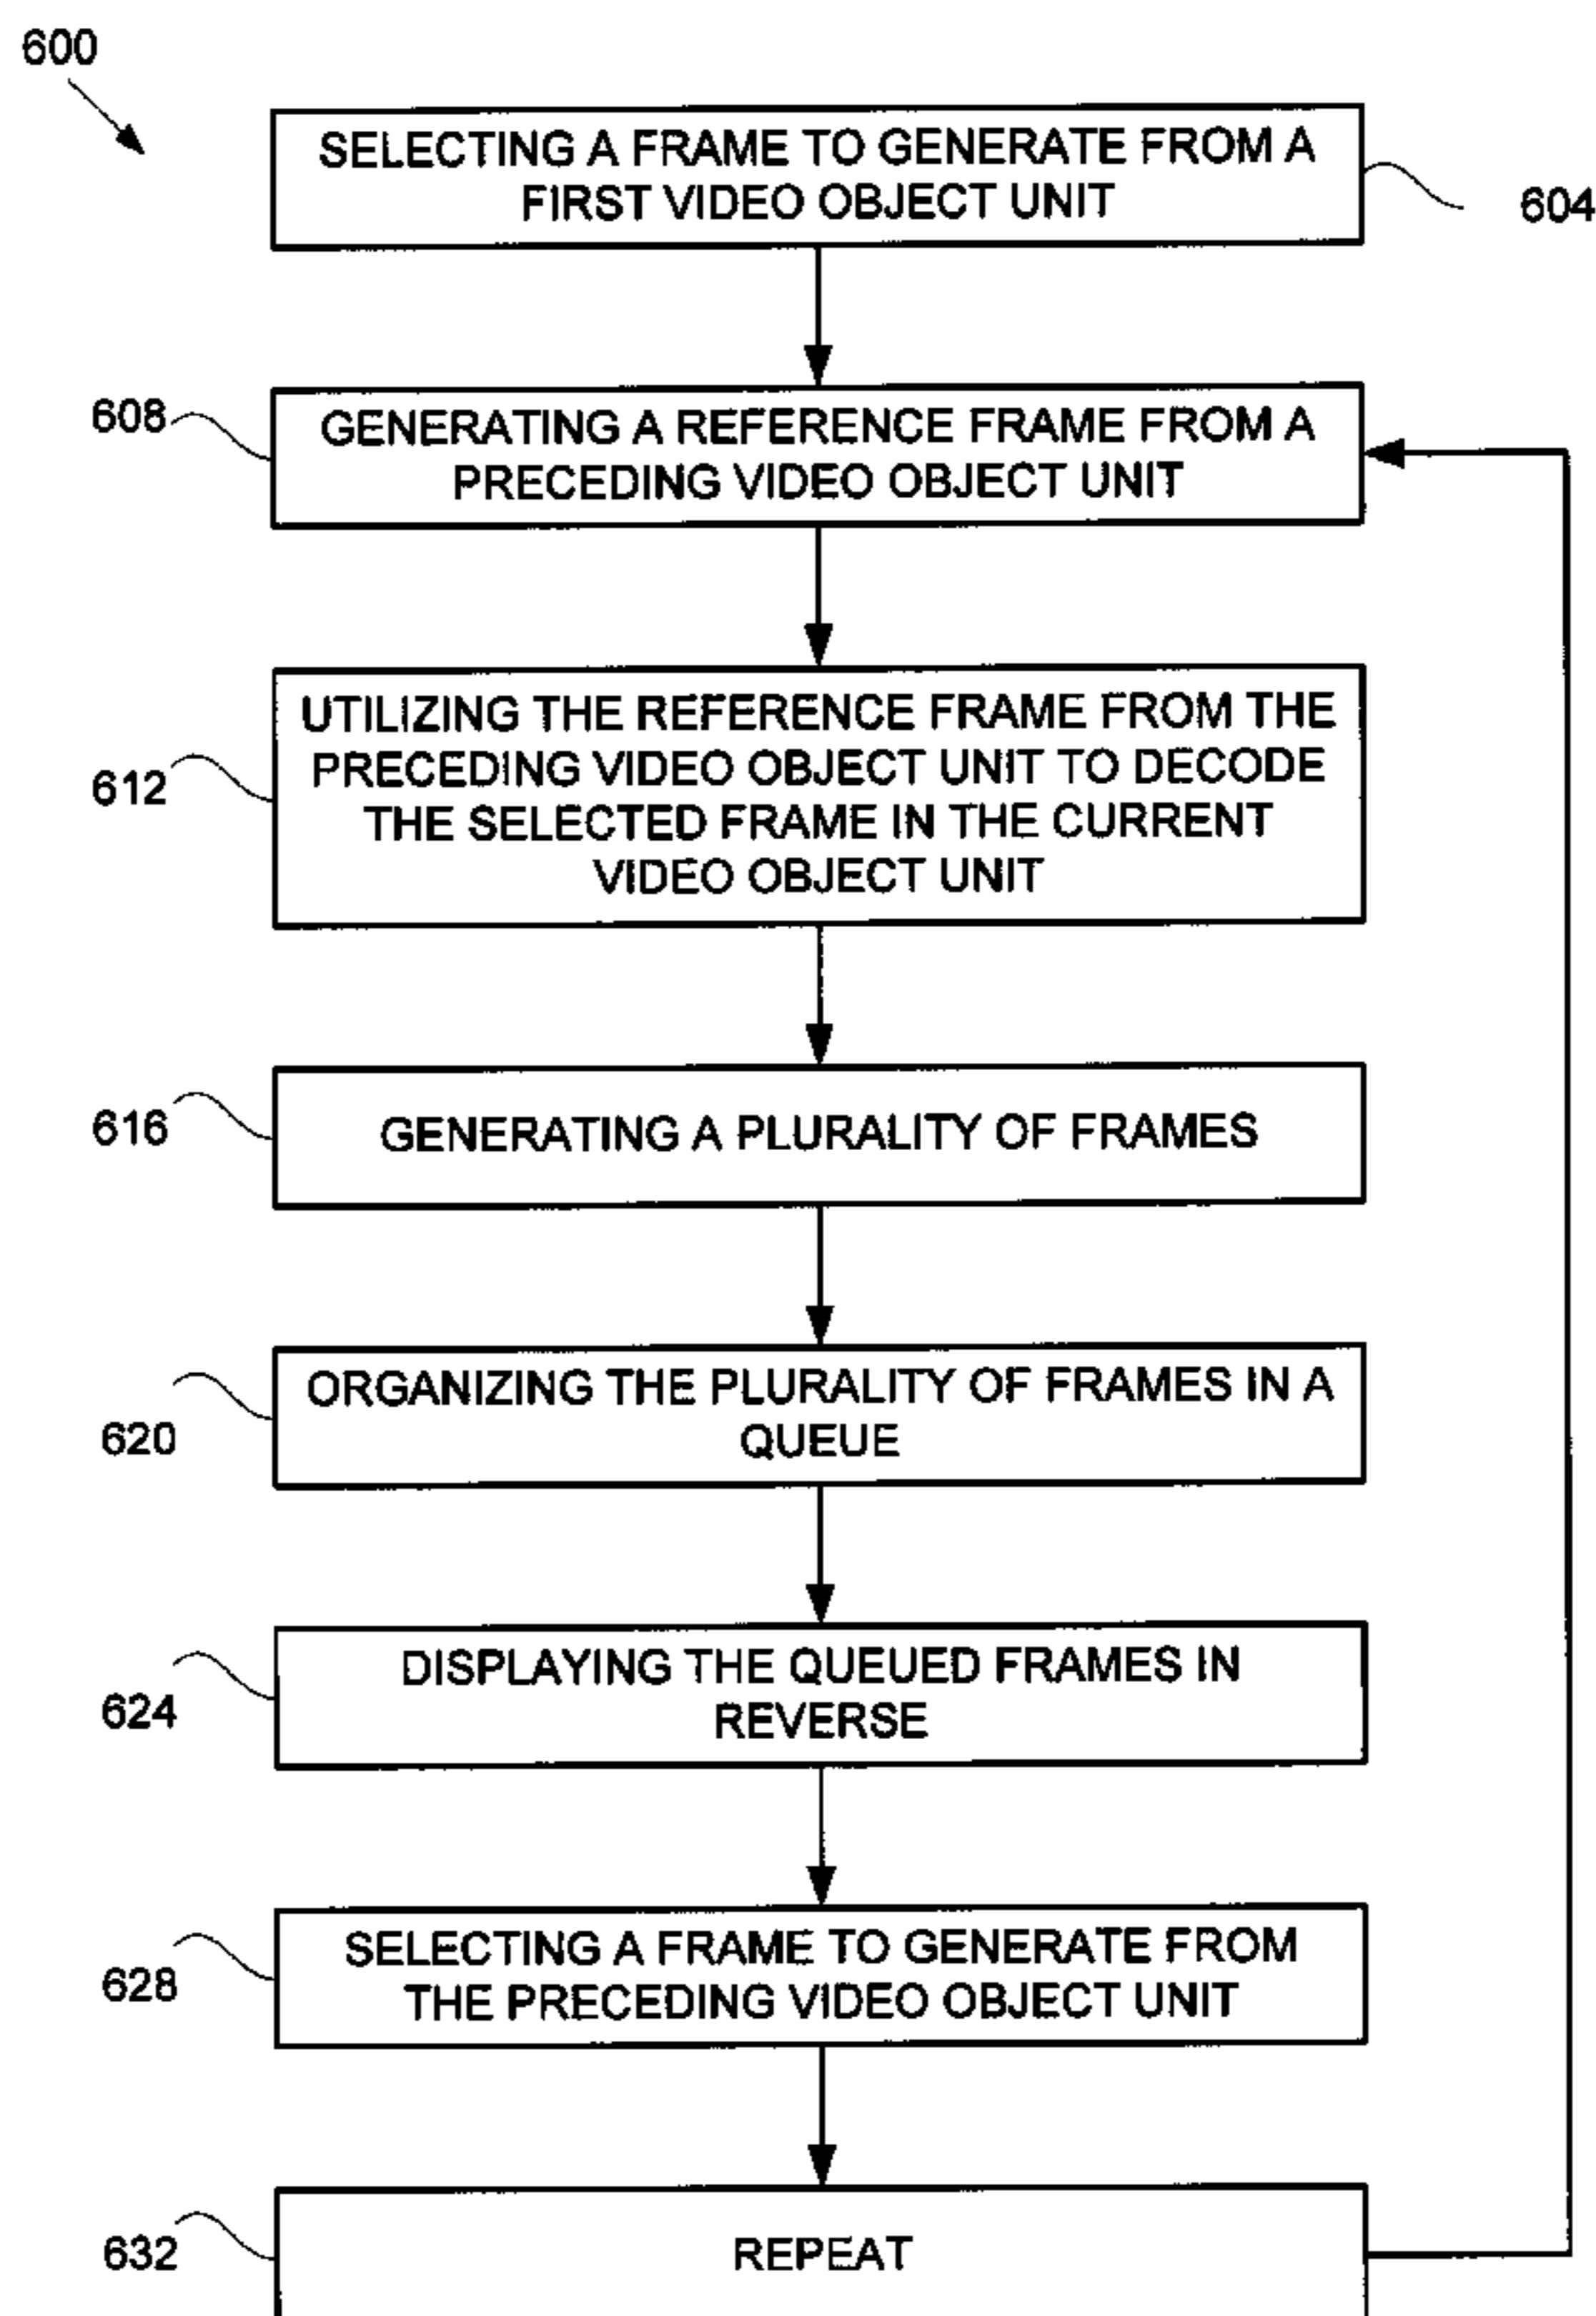 600
SELECTING A FRAME TO GENERATE FROM A
FIRST VIDEO OBJECT UNIT
604
608
GENERATING A REFERENCE FRAME FROM A
PRECEDING VIDEO OBJECT UNIT
612
UTILIZING THE REFERENCE FRAME FROM THE
PRECEDING VIDEO OBJECT UNIT TO DECODE
THE SELECTED FRAME IN THE CURRENT
VIDEO OBJECT UNIT
616
GENERATING A PLURALITY OF FRAMES
620
ORGANIZING THE PLURALITY OF FRAMES IN A
QUEUE
624
DISPLAYING THE QUEUED FRAMES IN
REVERSE
628
SELECTING A FRAME TO GENERATE FROM
THE PRECEDING VIDEO OBJECT UNIT
632
REPEAT